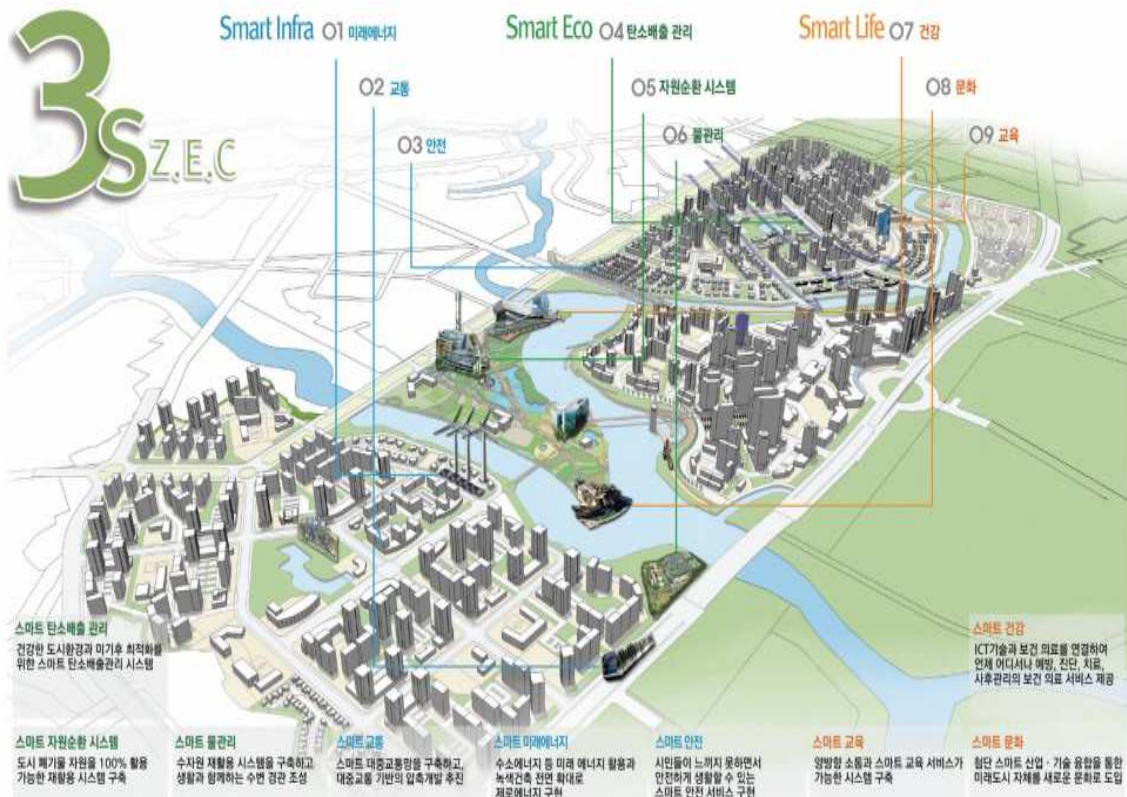 3S Z.E.C
Smart Infra 01 미래에너지
02 교통
03 안전
Smart Eco 04 탄소배출 관리
05 자원순환 시스템
06 물관리
Smart Life 07 건강
08 문화
09 교육
스마트 탄소배출 관리
건강한 도시환경과 미기후 최적화를
위한 스마트 탄소배출관리 시스템
스마트 건강
ICT기술과 보건 의료를 연결하여
언제 어디서나 예방, 진단, 치료,
사후관리의 보건 의료 서비스 제공
스마트 자원순환 시스템
도시 폐기물 자원을 100% 활용
가능한 재활용 시스템 구축
스마트 물관리
수자원 재활용 시스템을 구축하고
생활과 함께하는 수변 경관 조성
스마트 교통
스마트 대중교통망을 구축하고,
대중교통 기반의 압축개발 추진
스마트 미래에너지
수소에너지 등 미래 에너지 활용과
녹색건축 전면 확대로
제로에너지 구현
스마트 안전
시민들이 느끼지 못하면서
안전하게 생활할 수 있는
스마트 안전 서비스 구현
스마트 교육
양방향 소통과 스마트 교육 서비스가
가능한 시스템 구축
스마트 문화
첨단 스마트 산업·기술 융합을 통한
미래도시 자체를 새로운 문화로 도입